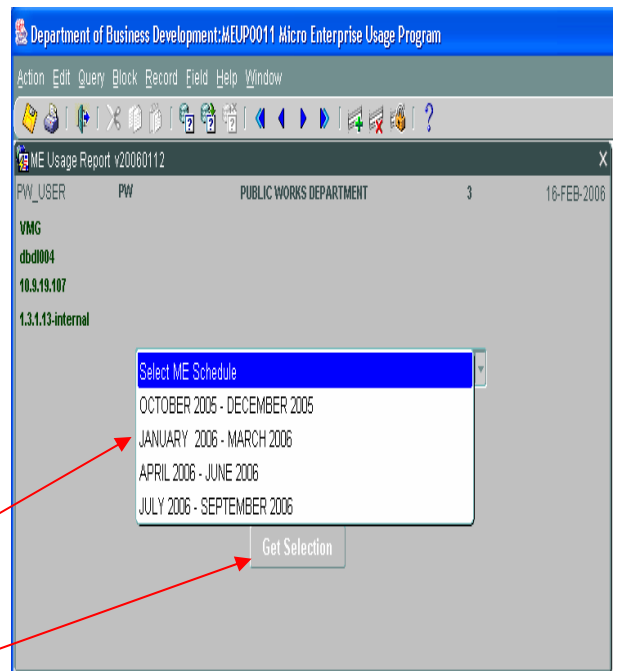 Department of Business Development:MEUP0011 Micro Enterprise Usage Program
Action Edit Query Block Record Field Help Window
ME Usage Report v20060112 X
PW_USER PW PUBLIC WORKS DEPARTMENT 3 16-FEB-2006
VMG
dbdl004
10.9.19.107
1.3.1.13-internal
Select ME Schedule
OCTOBER 2005 - DECEMBER 2005
JANUARY 2006 - MARCH 2006
APRIL 2006 - JUNE 2006
JULY 2006 - SEPTEMBER 2006
Get Selection